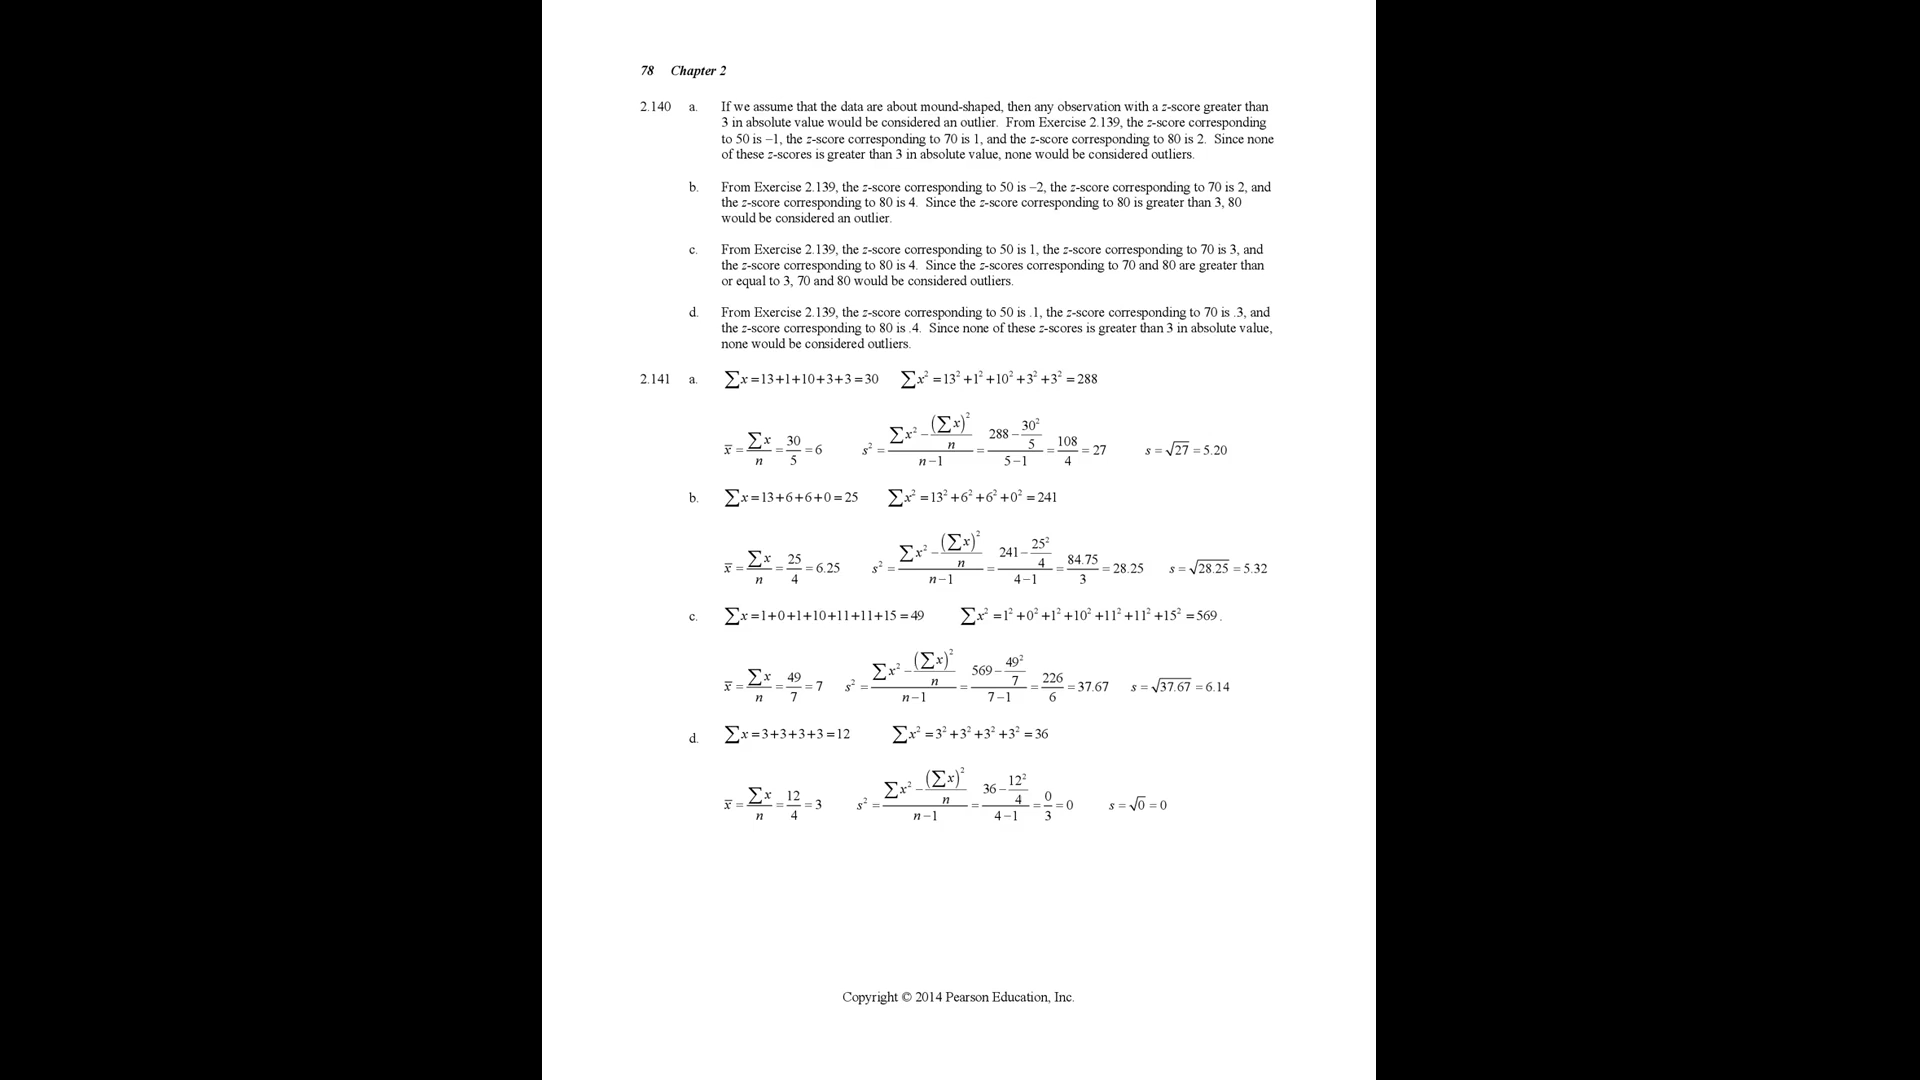 78 Chapter 2
2.140 a. If we assume that the data are about mound-shaped, then any observation with a z-score greater than
3 in absolute value would be considered an outlier. From Exercise 2.139, the z-score corresponding
to 50 is –1, the z-score corresponding to 70 is 1, and the z-score corresponding to 80 is 2. Since none
of these z-scores is greater than 3 in absolute value, none would be considered outliers.
b. From Exercise 2.139, the z-score corresponding to 50 is –2, the z-score corresponding to 70 is 2, and
the z-score corresponding to 80 is 4. Since the z-score corresponding to 80 is greater than 3, 80
would be considered an outlier.
c. From Exercise 2.139, the z-score corresponding to 50 is 1, the z-score corresponding to 70 is 3, and
the z-score corresponding to 80 is 4. Since the z-scores corresponding to 70 and 80 are greater than
or equal to 3, 70 and 80 would be considered outliers.
d. From Exercise 2.139, the z-score corresponding to 50 is .1, the z-score corresponding to 70 is .3, and
the z-score corresponding to 80 is .4. Since none of these z-scores is greater than 3 in absolute value,
none would be considered outliers.
2.141 a. ∑x = 13+1+10+3+3 = 30 ∑x² = 13² +1² +10² +3² +3² = 288
x̄ = ∑x/n = 30/5 = 6 s² = (∑x² − (∑x)²/n)/(n−1) = (288 − 30²/5)/(5−1) = 108/4 = 27 s = √27 = 5.20
b. ∑x = 13+6+6+0 = 25 ∑x² = 13² +6² +6² +0² = 241
x̄ = ∑x/n = 25/4 = 6.25 s² = (∑x² − (∑x)²/n)/(n−1) = (241 − 25²/4)/(4−1) = 84.75/3 = 28.25 s = √28.25 = 5.32
c. ∑x = 1+0+1+10+11+11+15 = 49 ∑x² = 1² +0² +1² +10² +11² +11² +15² = 569.
x̄ = ∑x/n = 49/7 = 7 s² = (∑x² − (∑x)²/n)/(n−1) = (569 − 49²/7)/(7−1) = 226/6 = 37.67 s = √37.67 = 6.14
d. ∑x = 3+3+3+3 = 12 ∑x² = 3² +3² +3² +3² = 36
x̄ = ∑x/n = 12/4 = 3 s² = (∑x² − (∑x)²/n)/(n−1) = (36 − 12²/4)/(4−1) = 0/3 = 0 s = √0 = 0
Copyright © 2014 Pearson Education, Inc.